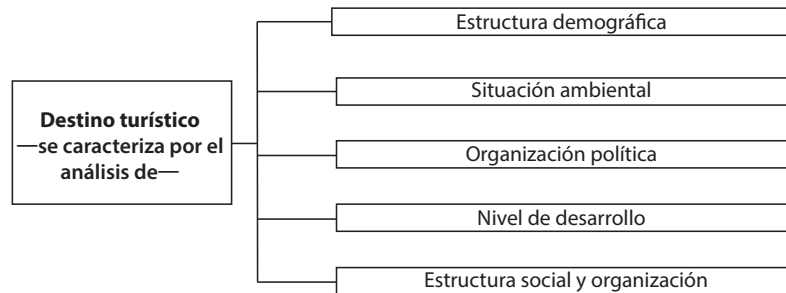 Estructura demográfica
Situación ambiental
Destino turístico
—se caracteriza por el
análisis de—
Organización política
Nivel de desarrollo
Estructura social y organización